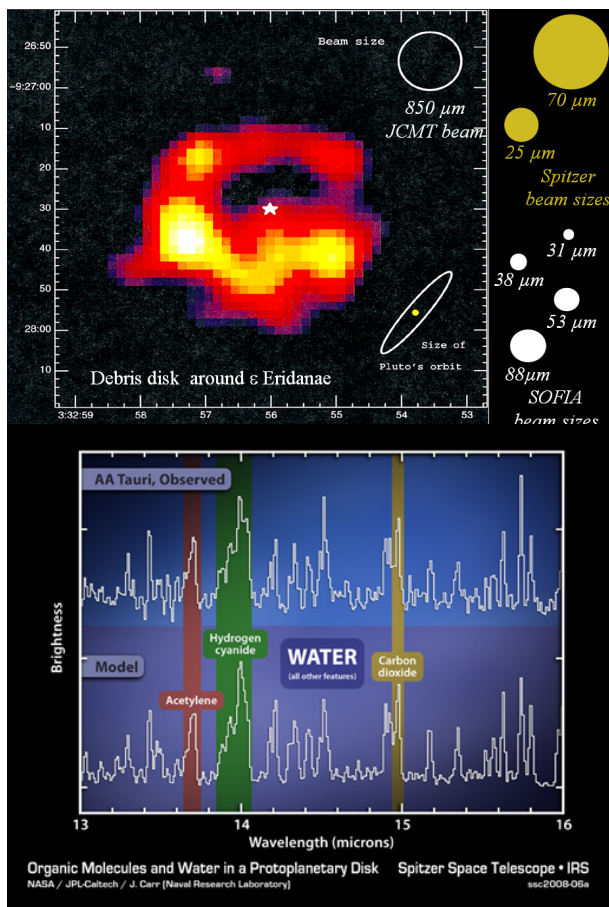 Beam size
850 µm
JCMT beam
26:50
-9:27:00
10
20
30
40
50
28:00
10
Size of
Pluto's orbit
Debris disk around ε Eridanae
3:32:59
58
57
56
55
54
53
70 µm
25 µm
Spitzer
beam sizes
31 µm
38 µm
53 µm
88µm
SOFIA
beam sizes
AA Tauri, Observed
Brightness
Hydrogen
cyanide
WATER
(all other features)
Carbon
dioxide
Model
Acetylene
13
14
15
16
Wavelength (microns)
Organic Molecules and Water in a Protoplanetary Disk
NASA / JPL-Caltech / J. Carr (Naval Research Laboratory)
Spitzer Space Telescope • IRS
ssc2008-06a